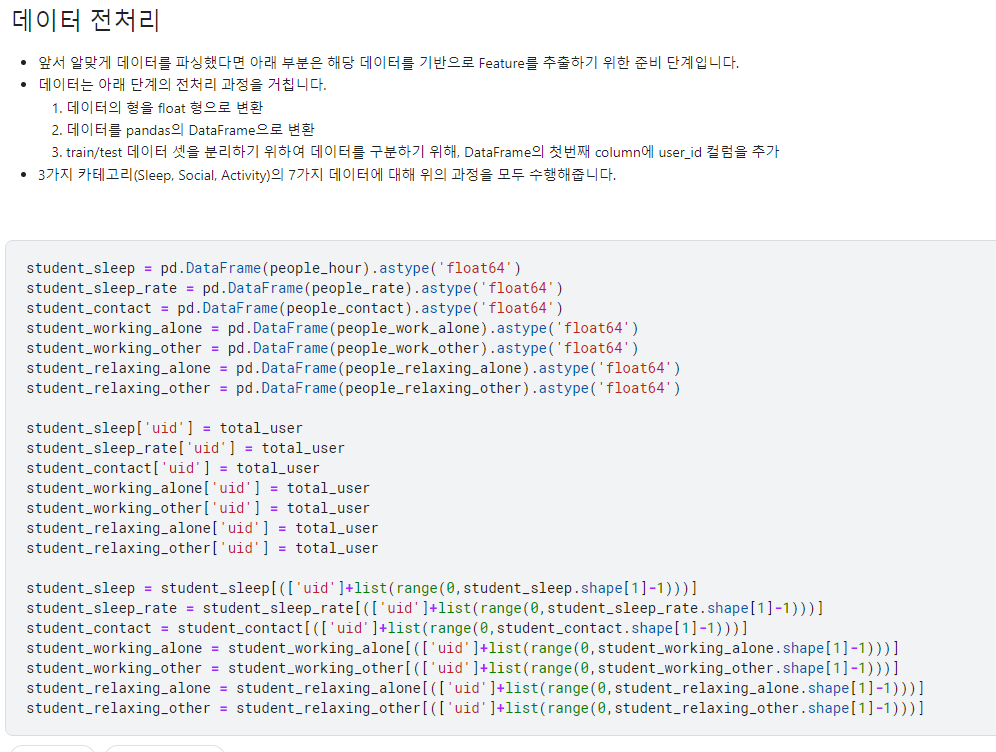 데이터 전처리
• 앞서 알맞게 데이터를 파싱했다면 아래 부분은 해당 데이터를 기반으로 Feature를 추출하기 위한 준비 단계입니다.
• 데이터는 아래 단계의 전처리 과정을 거칩니다.
1. 데이터의 형을 float 형으로 변환
2. 데이터를 pandas의 DataFrame으로 변환
3. train/test 데이터 셋을 분리하기 위하여 데이터를 구분하기 위해, DataFrame의 첫번째 column에 user_id 컬럼을 추가
• 3가지 카테고리(Sleep, Social, Activity)의 7가지 데이터에 대해 위의 과정을 모두 수행해줍니다.
student_sleep = pd.DataFrame(people_hour).astype('float64')
student_sleep_rate = pd.DataFrame(people_rate).astype('float64')
student_contact = pd.DataFrame(people_contact).astype('float64')
student_working_alone = pd.DataFrame(people_work_alone).astype('float64')
student_working_other = pd.DataFrame(people_work_other).astype('float64')
student_relaxing_alone = pd.DataFrame(people_relaxing_alone).astype('float64')
student_relaxing_other = pd.DataFrame(people_relaxing_other).astype('float64')
student_sleep['uid'] = total_user
student_sleep_rate['uid'] = total_user
student_contact['uid'] = total_user
student_working_alone['uid'] = total_user
student_working_other['uid'] = total_user
student_relaxing_alone['uid'] = total_user
student_relaxing_other['uid'] = total_user
student_sleep = student_sleep[(['uid']+list(range(0,student_sleep.shape[1]-1)))]
student_sleep_rate = student_sleep_rate[(['uid']+list(range(0,student_sleep_rate.shape[1]-1)))]
student_contact = student_contact[(['uid']+list(range(0,student_contact.shape[1]-1)))]
student_working_alone = student_working_alone[(['uid']+list(range(0,student_working_alone.shape[1]-1)))]
student_working_other = student_working_other[(['uid']+list(range(0,student_working_other.shape[1]-1)))]
student_relaxing_alone = student_relaxing_alone[(['uid']+list(range(0,student_relaxing_alone.shape[1]-1)))]
student_relaxing_other = student_relaxing_other[(['uid']+list(range(0,student_relaxing_other.shape[1]-1)))]